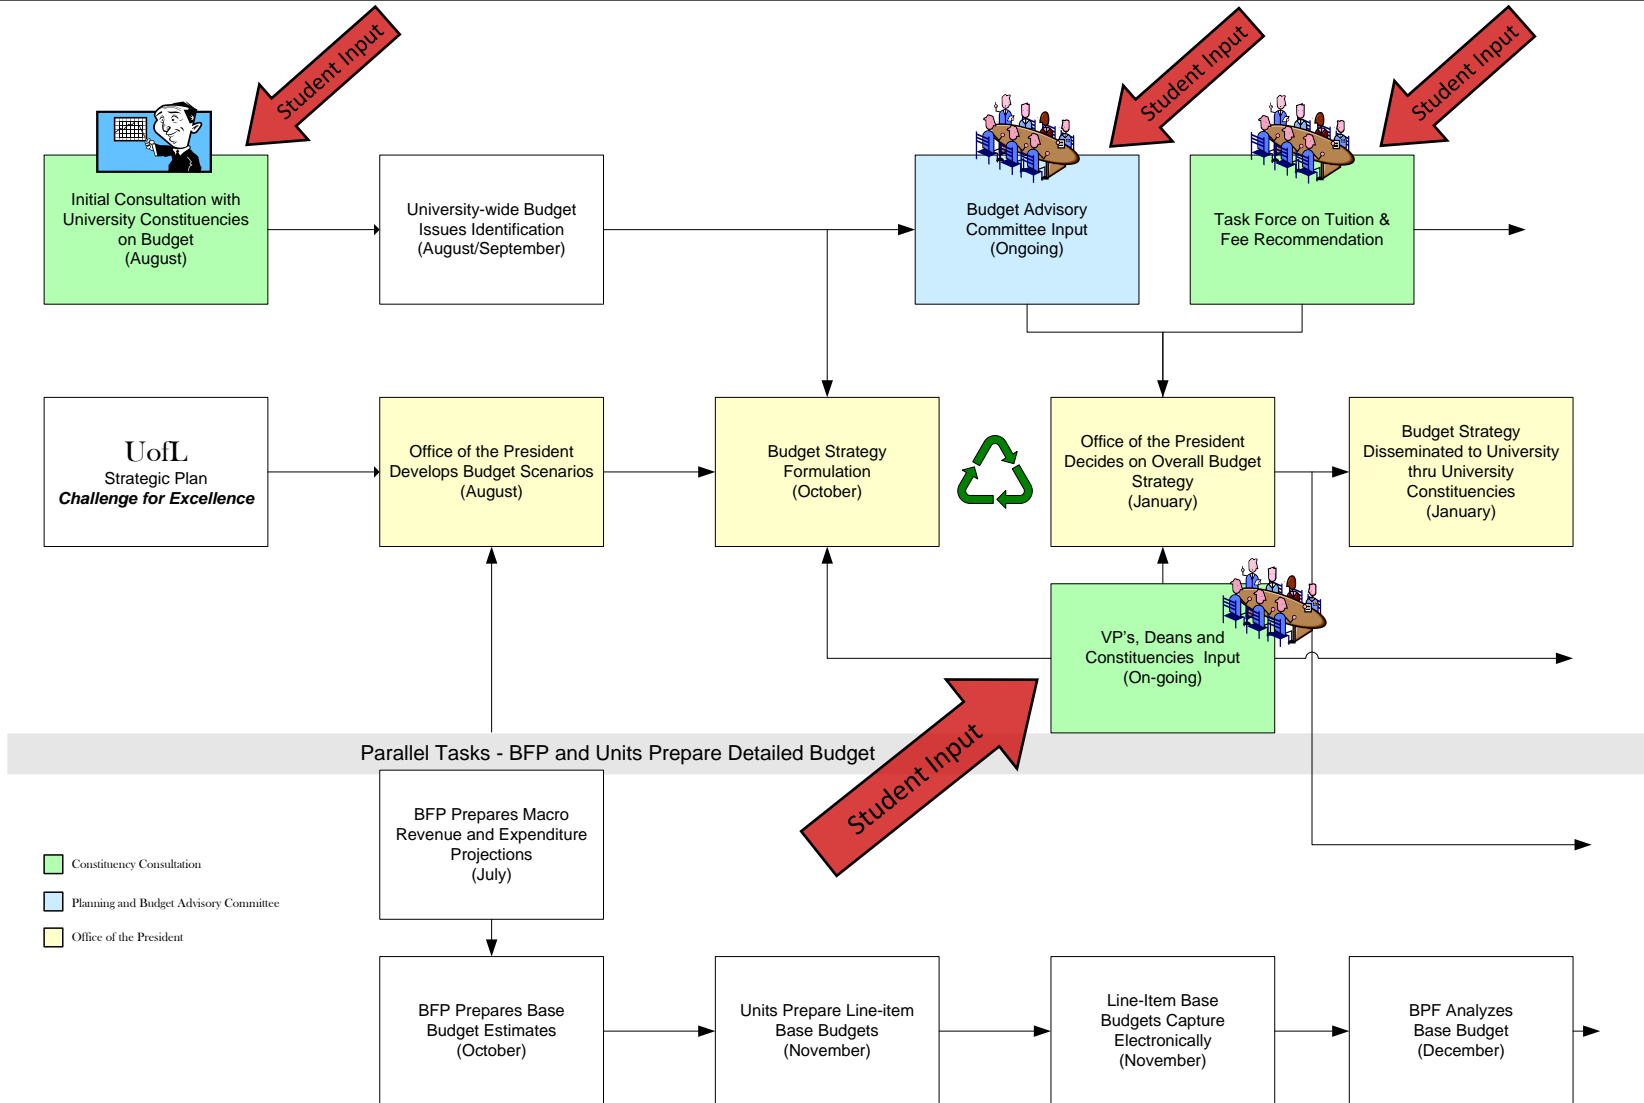 Student Input
Student Input
Student Input
Initial Consultation with
University Constituencies
on Budget
(August)
University-wide Budget
Issues Identification
(August/September)
Budget Advisory
Committee Input
(Ongoing)
Task Force on Tuition &
Fee Recommendation
UofL
Strategic Plan
Challenge for Excellence
Office of the President
Develops Budget Scenarios
(August)
Budget Strategy
Formulation
(October)
Office of the President
Decides on Overall Budget
Strategy
(January)
Budget Strategy
Disseminated to University
thru University
Constituencies
(January)
VP's, Deans and
Constituencies Input
(On-going)
Student Input
Parallel Tasks - BFP and Units Prepare Detailed Budget
BFP Prepares Macro
Revenue and Expenditure
Projections
(July)
Constituency Consultation
Planning and Budget Advisory Committee
Office of the President
BFP Prepares Base
Budget Estimates
(October)
Units Prepare Line-item
Base Budgets
(November)
Line-Item Base
Budgets Capture
Electronically
(November)
BPF Analyzes
Base Budget
(December)